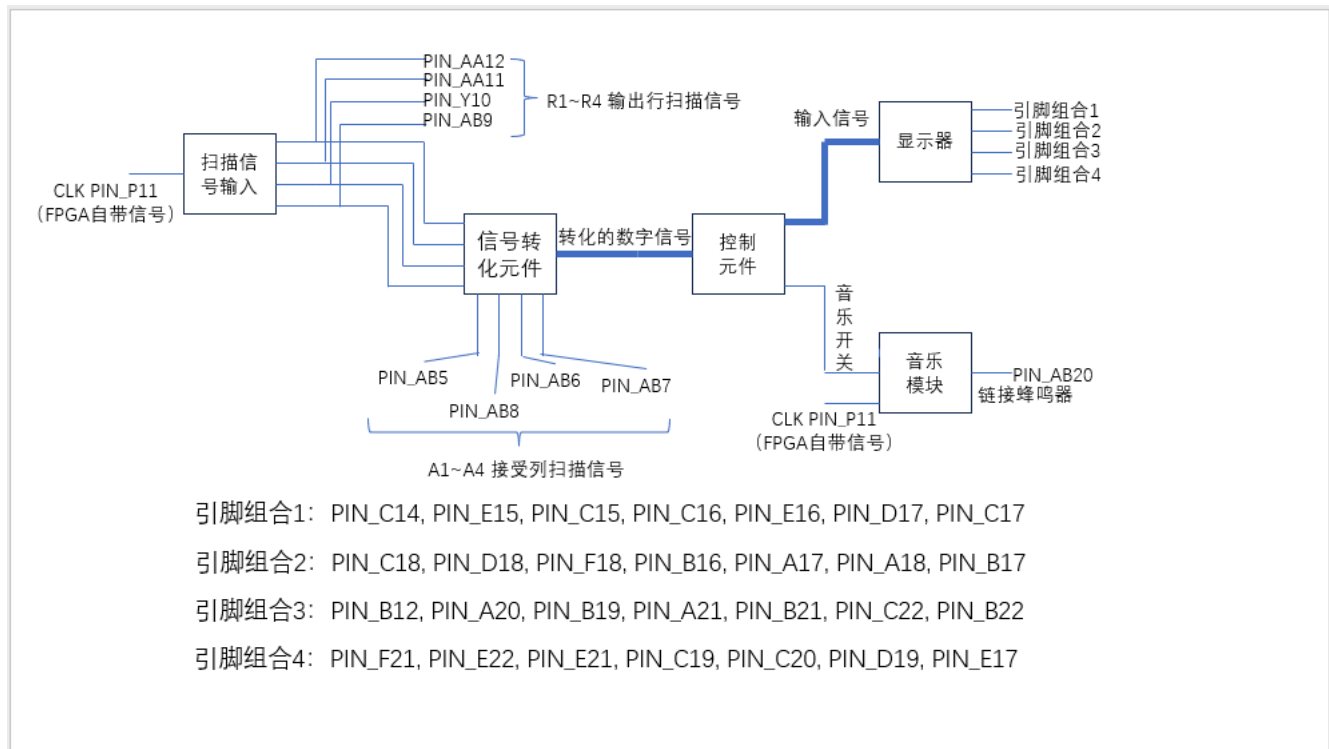 PIN_AA12
PIN_AA11
PIN_Y10
PIN_AB9
R1~R4 输出行扫描信号
扫描信
号输入
CLK PIN_P11
（FPGA自带信号）
信号转
化元件
转化的数字信号
控制
元件
输入信号
显示器
引脚组合1
引脚组合2
引脚组合3
引脚组合4
音
乐
开
关
音乐
模块
PIN_AB20
链接蜂鸣器
CLK PIN_P11
（FPGA自带信号）
PIN_AB5
PIN_AB8
PIN_AB6
PIN_AB7
A1~A4 接受列扫描信号
引脚组合1：PIN_C14, PIN_E15, PIN_C15, PIN_C16, PIN_E16, PIN_D17, PIN_C17
引脚组合2：PIN_C18, PIN_D18, PIN_F18, PIN_B16, PIN_A17, PIN_A18, PIN_B17
引脚组合3：PIN_B12, PIN_A20, PIN_B19, PIN_A21, PIN_B21, PIN_C22, PIN_B22
引脚组合4：PIN_F21, PIN_E22, PIN_E21, PIN_C19, PIN_C20, PIN_D19, PIN_E17